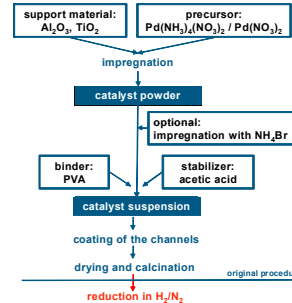 support material:
Al₂O₃, TiO₂
precursor:
Pd(NH₃)₄(NO₃)₂ / Pd(NO₃)₂
impregnation
catalyst powder
optional:
impregnation with NH₄Br
binder:
PVA
stabilizer:
acetic acid
catalyst suspension
coating of the channels
drying and calcination
original procedu
reduction in H₂/N₂